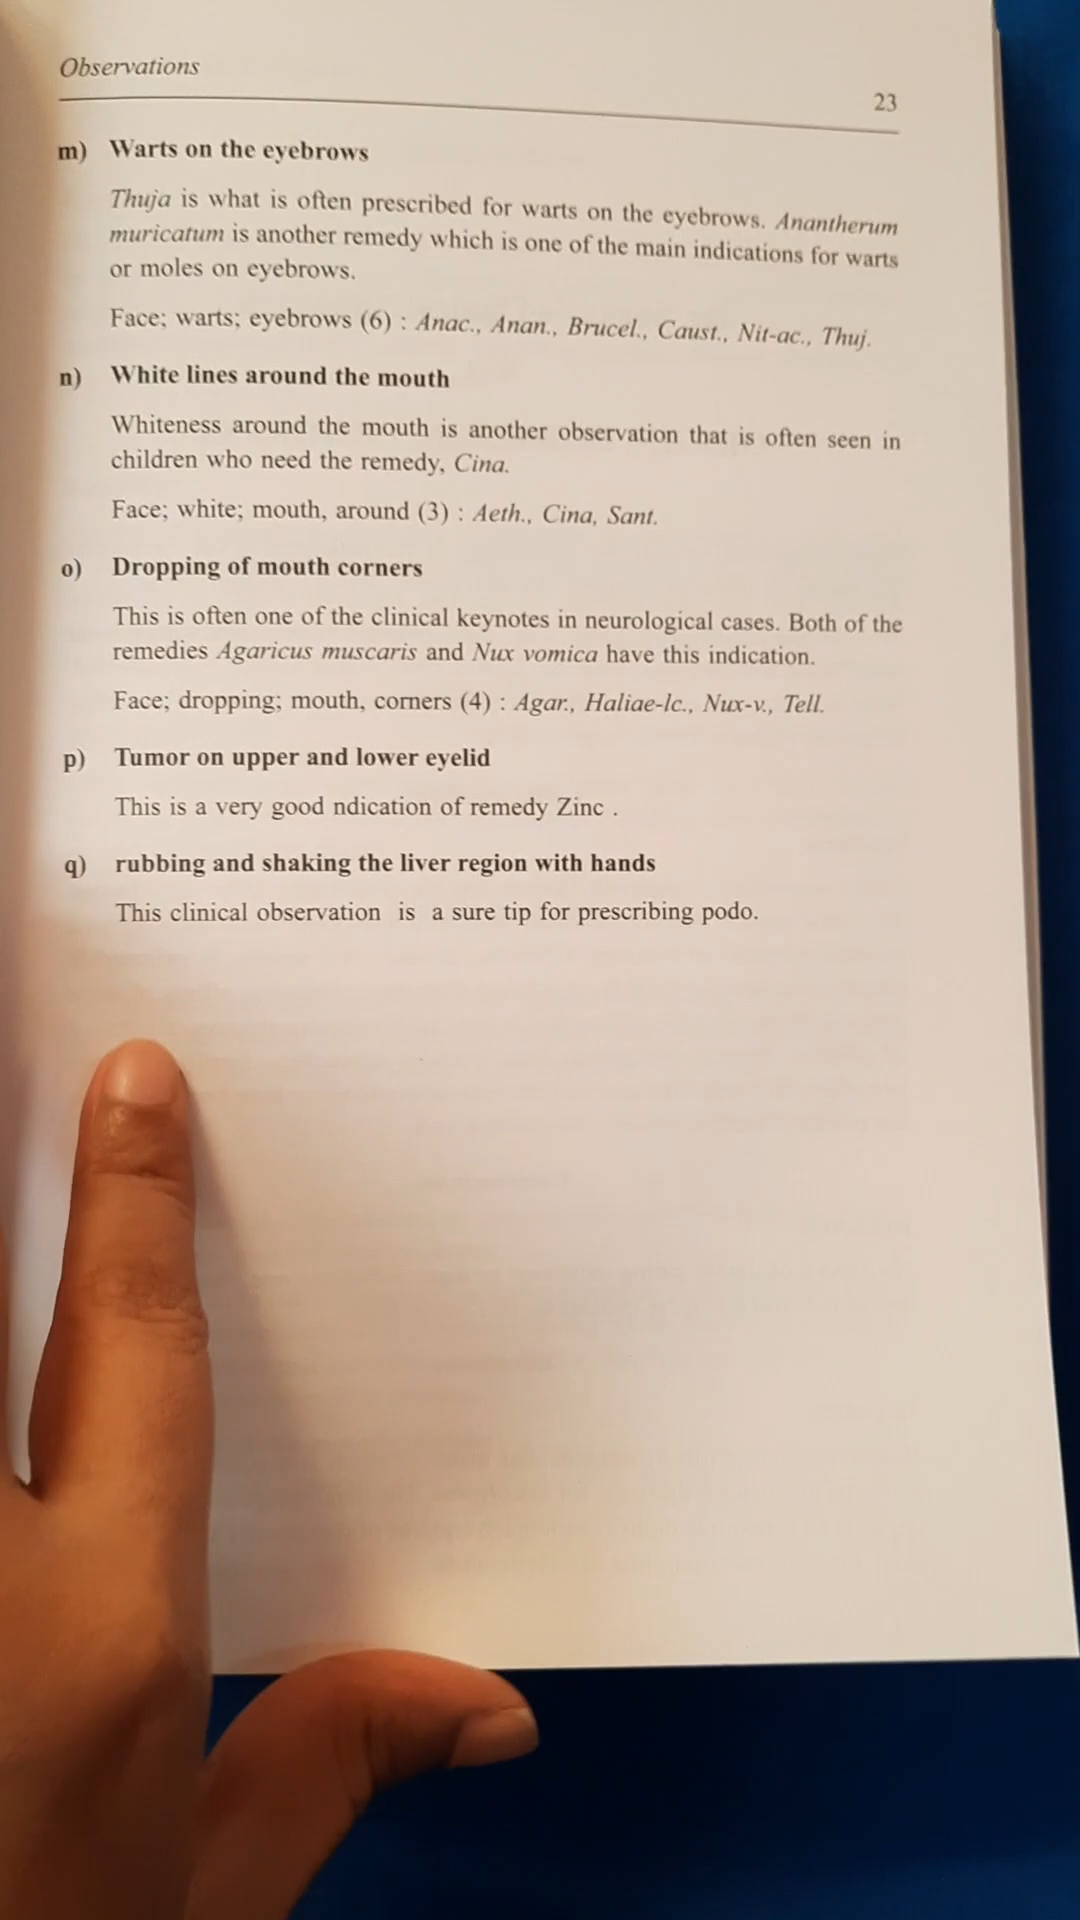 Observations
23
m) Warts on the eyebrows
Thuja is what is often prescribed for warts on the eyebrows. Anantherum
muricatum is another remedy which is one of the main indications for warts
or moles on eyebrows.
Face; warts; eyebrows (6) : Anac., Anan., Brucel., Caust., Nit-ac., Thuj.
n) White lines around the mouth
Whiteness around the mouth is another observation that is often seen in
children who need the remedy, Cina.
Face; white; mouth, around (3) : Aeth., Cina, Sant.
o) Dropping of mouth corners
This is often one of the clinical keynotes in neurological cases. Both of the
remedies Agaricus muscaris and Nux vomica have this indication.
Face; dropping; mouth, corners (4) : Agar., Haliae-lc., Nux-v., Tell.
p) Tumor on upper and lower eyelid
This is a very good ndication of remedy Zinc .
q) rubbing and shaking the liver region with hands
This clinical observation is a sure tip for prescribing podo.